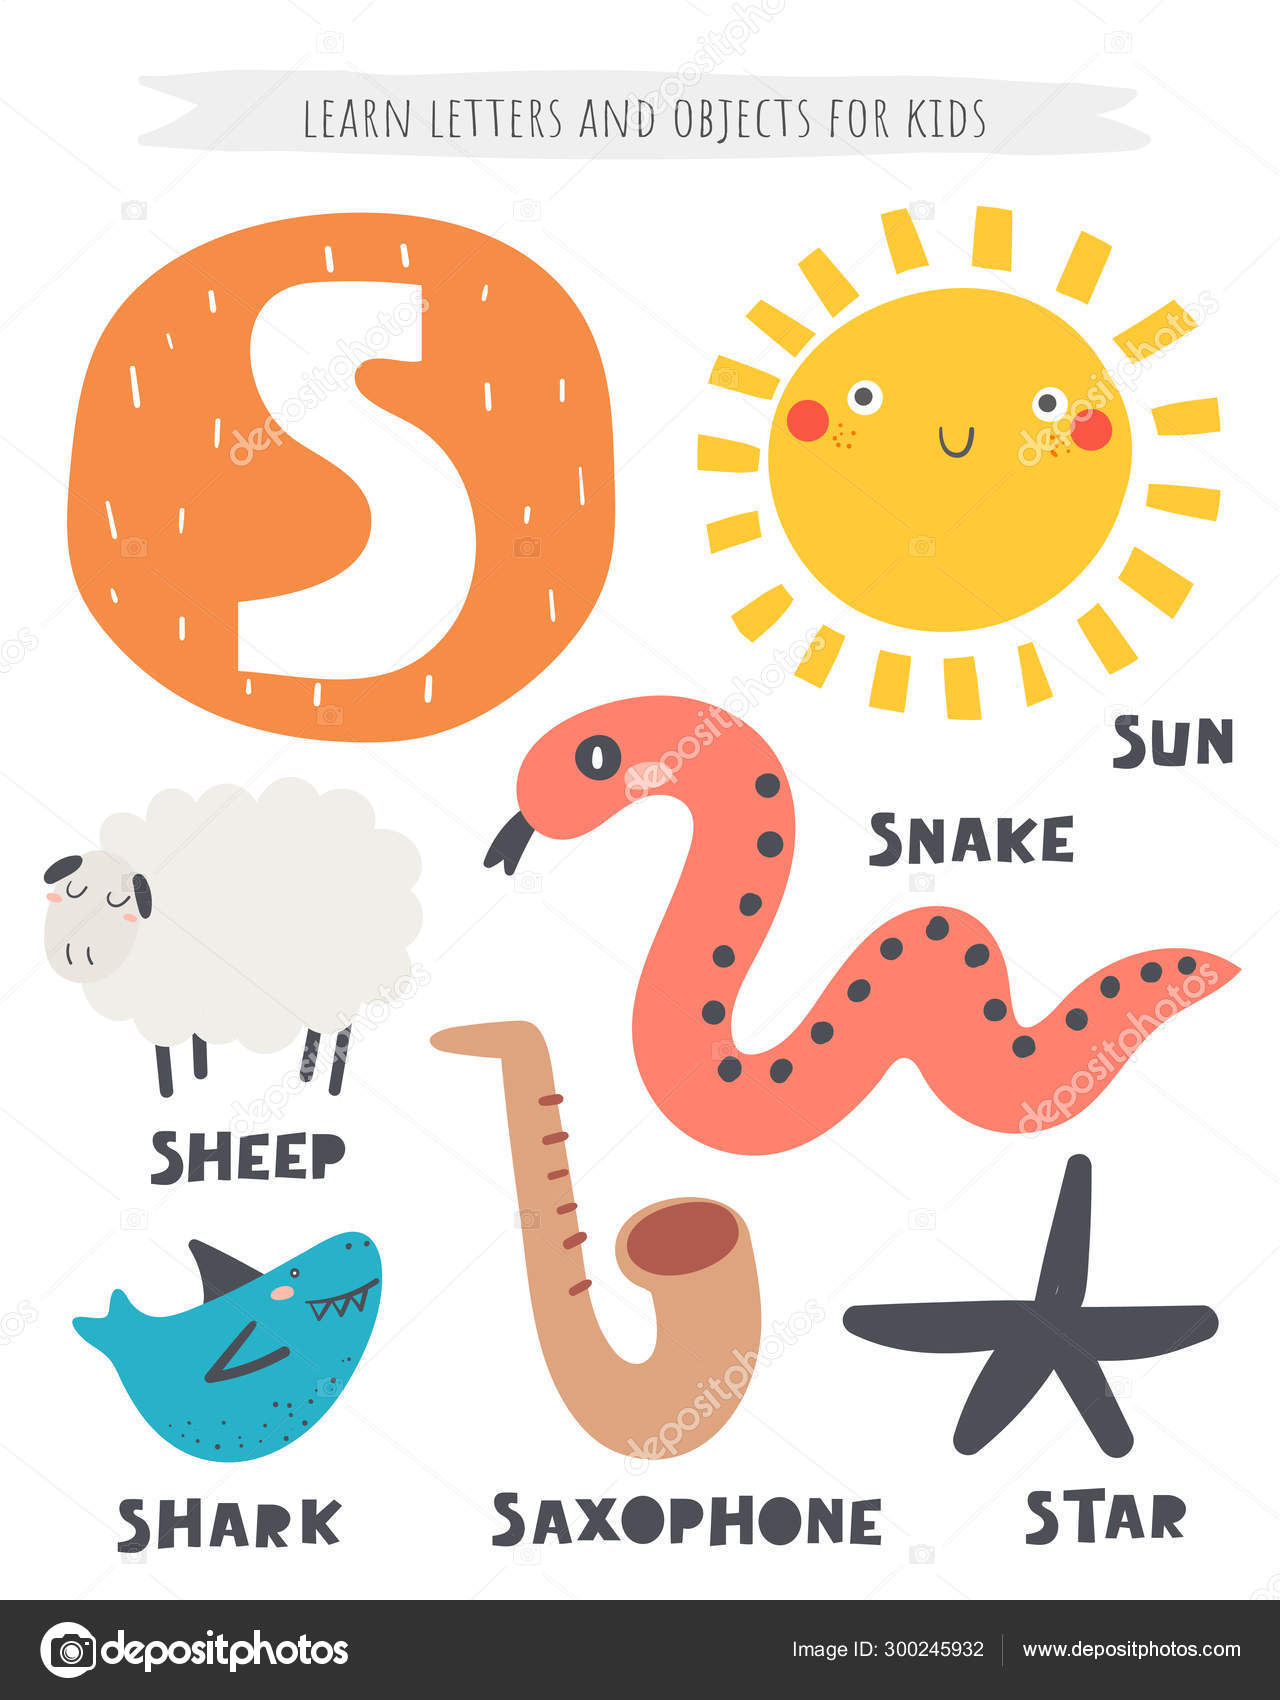 LEARN LETTERS AND OBJECTS FOR KIDS
S
SUN
SNAKE
SHEEP
SHARK
SAXOPHONE
STAR
depositphotos
Image ID: 300245932
www.depositphotos.com